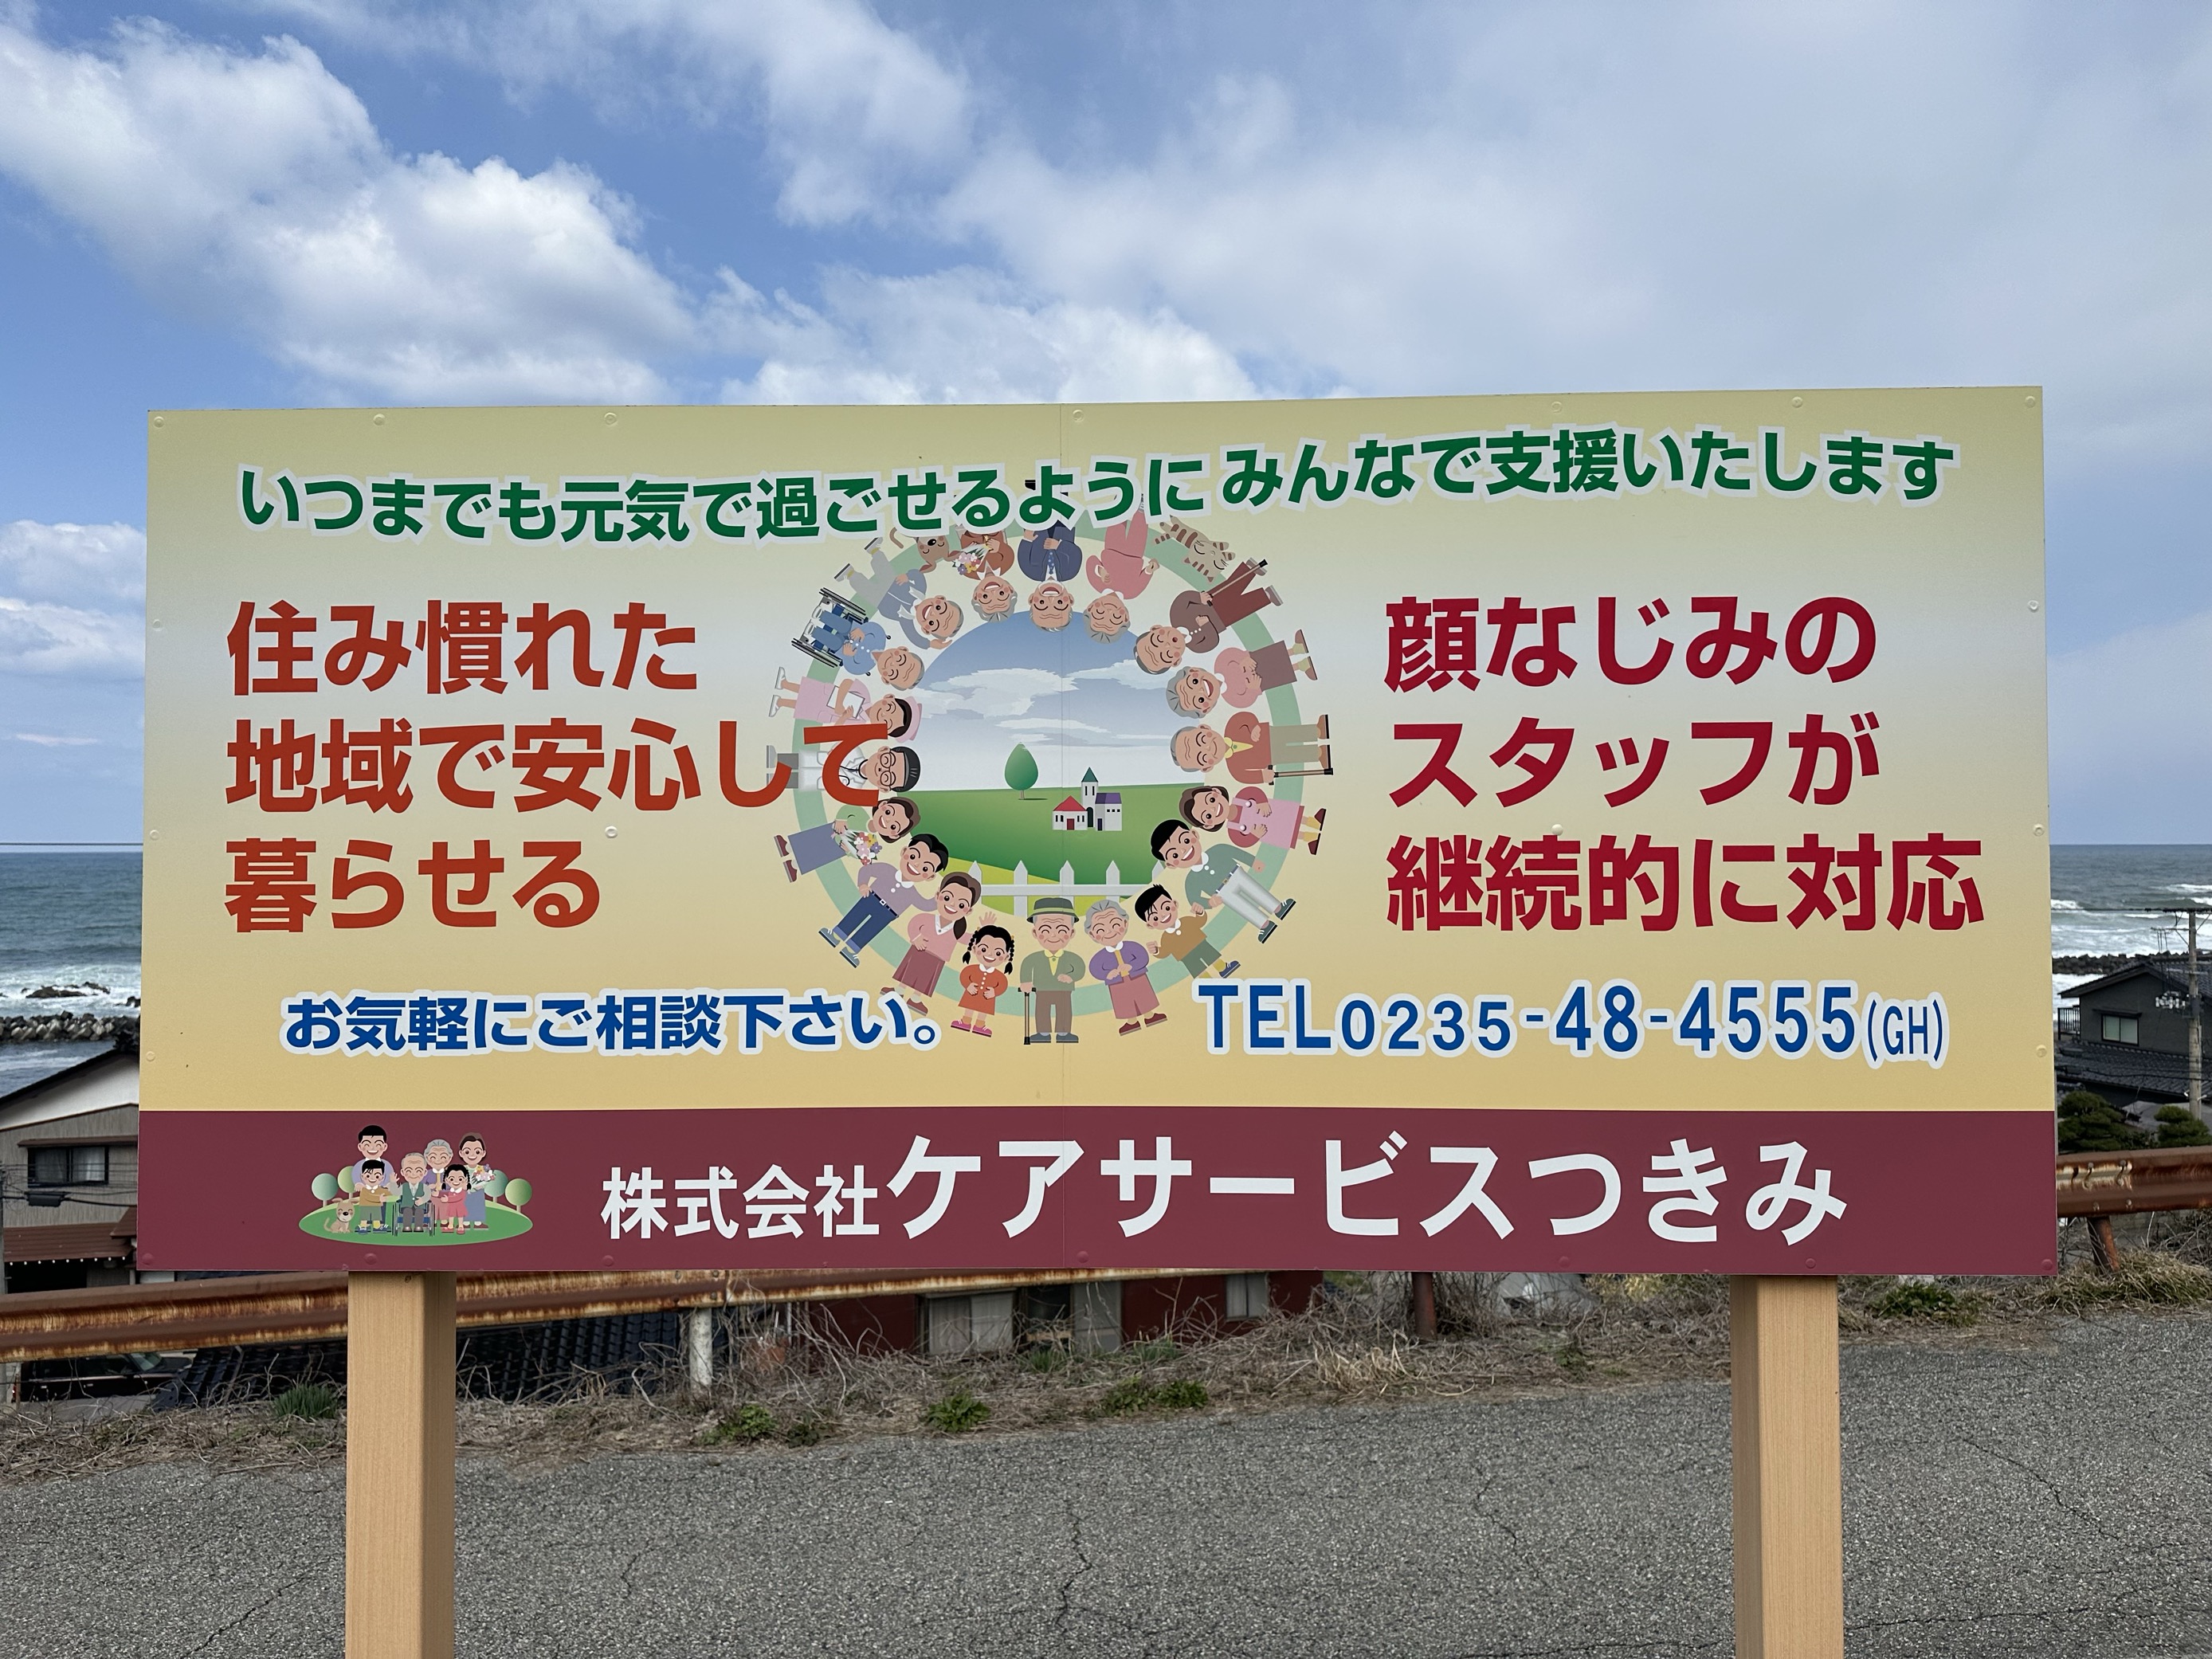 いつまでも元気で過ごせるように みんなで支援いたします
住み慣れた
地域で安心して
暮らせる
顔なじみの
スタッフが
継続的に対応
お気軽にご相談下さい。
TEL0235-48-4555(GH)
株式会社ケアサービスつきみ